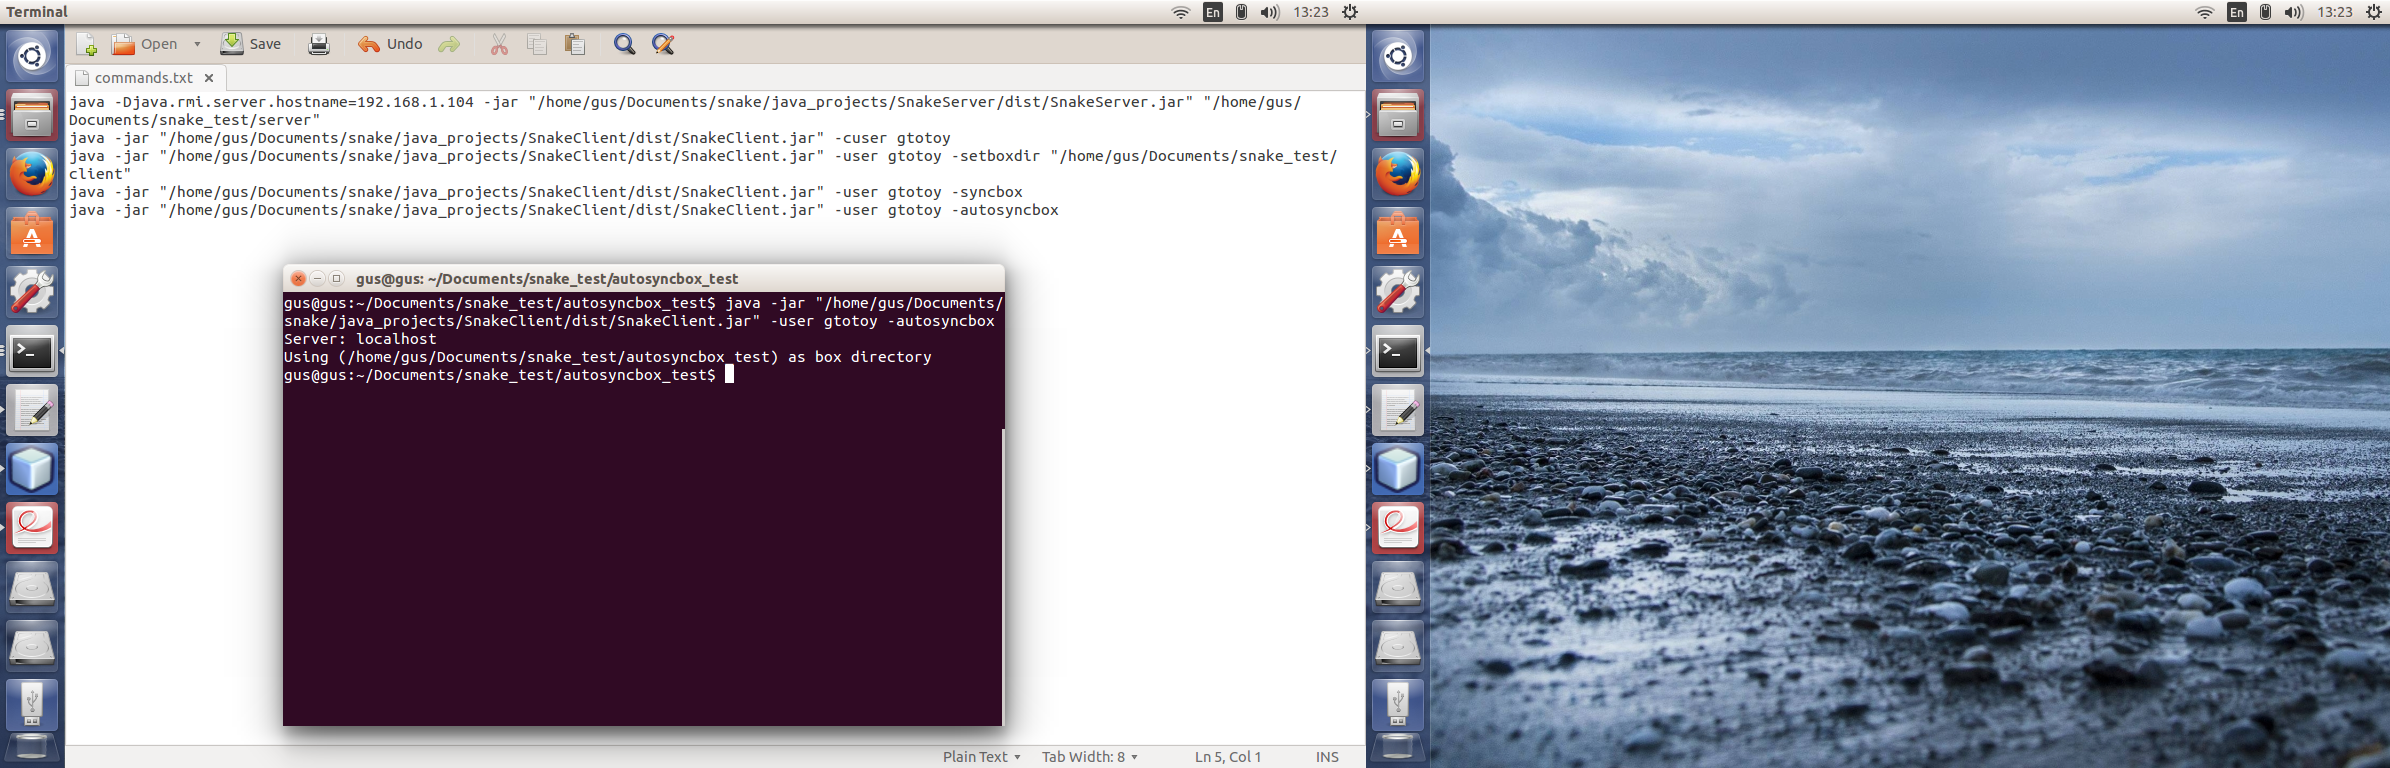 Terminal
En
13:23
En
13:23
Open
Save
Undo
commands.txt
java -Djava.rmi.server.hostname=192.168.1.104 -jar "/home/gus/Documents/snake/java_projects/SnakeServer/dist/SnakeServer.jar" "/home/gus/
Documents/snake_test/server"
java -jar "/home/gus/Documents/snake/java_projects/SnakeClient/dist/SnakeClient.jar" -cuser gtotoy
java -jar "/home/gus/Documents/snake/java_projects/SnakeClient/dist/SnakeClient.jar" -user gtotoy -setboxdir "/home/gus/Documents/snake_test/
client"
java -jar "/home/gus/Documents/snake/java_projects/SnakeClient/dist/SnakeClient.jar" -user gtotoy -syncbox
java -jar "/home/gus/Documents/snake/java_projects/SnakeClient/dist/SnakeClient.jar" -user gtotoy -autosyncbox
gus@gus: ~/Documents/snake_test/autosyncbox_test
gus@gus:~/Documents/snake_test/autosyncbox_test$ java -jar "/home/gus/Documents/
snake/java_projects/SnakeClient/dist/SnakeClient.jar" -user gtotoy -autosyncbox
Server: localhost
Using (/home/gus/Documents/snake_test/autosyncbox_test) as box directory
gus@gus:~/Documents/snake_test/autosyncbox_test$
Plain Text
Tab Width: 8
Ln 5, Col 1
INS